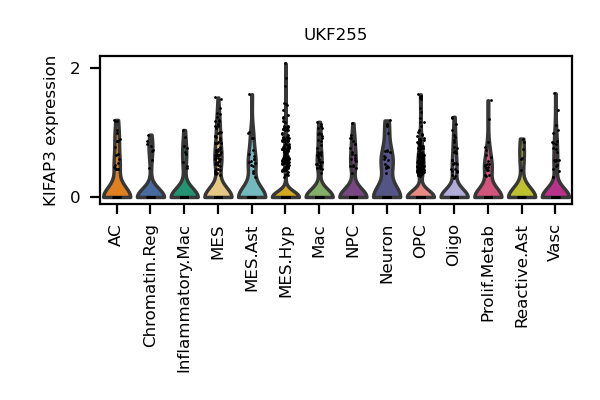 UKF255
KIFAP3 expression
2
0
AC
Chromatin.Reg
Inflammatory.Mac
MES
MES.Ast
MES.Hyp
Mac
NPC
Neuron
OPC
Oligo
Prolif.Metab
Reactive.Ast
Vasc